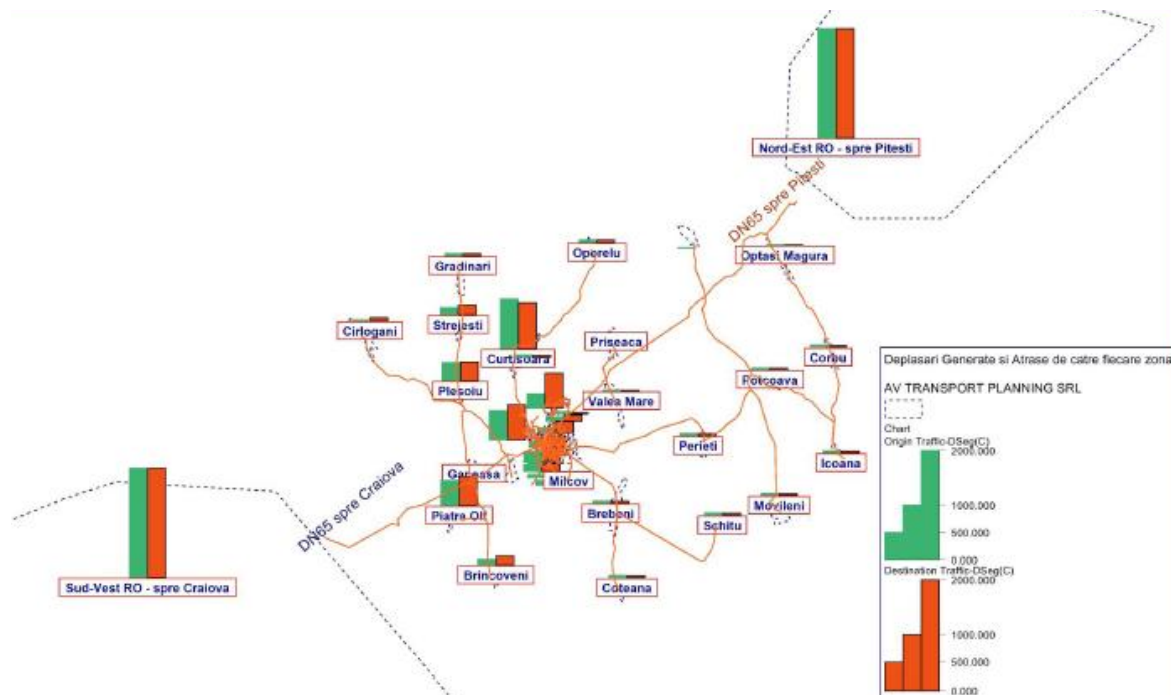 Nord-Est RO - spre Pitesti
DN65 spre Pitesti
Oporelu
Optasi Magura
Gradinari
Strejesti
Cirlogani
Curtisoara
Priseaca
Corbu
Plesoiu
Potcoava
Valea Mare
Perieti
Icoana
Ganeasa
Milcov
Movileni
Piatra Olt
Brebeni
Schitu
DN65 spre Craiova
Brincoveni
Coteana
Sud-Vest RO - spre Craiova
Deplasari Generate si Atrase de catre fiecare zona
AV TRANSPORT PLANNING SRL
Chart
Origin Traffic-DSeg(C)
2000.000
1000.000
500.000
0.000
Destination Traffic-DSeg(C)
2000.000
1000.000
500.000
0.000